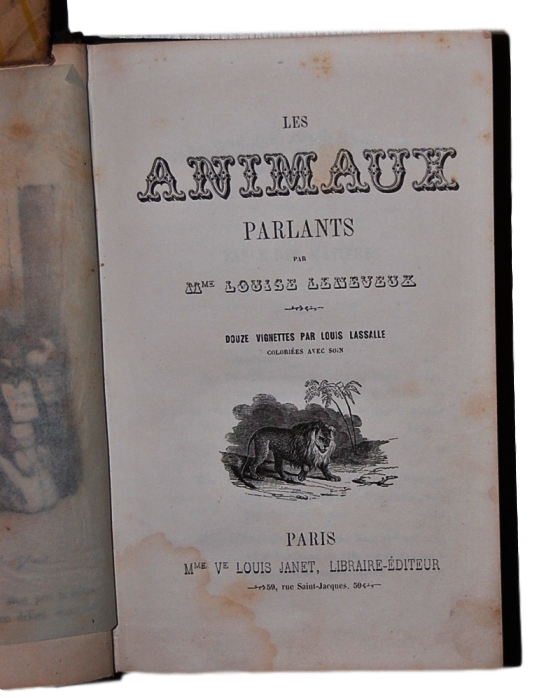 LES
ANIMAUX
PARLANTS
PAR
MME LOUISE LENEVEUX
DOUZE VIGNETTES PAR LOUIS LASSALLE
COLORIÉES AVEC SOIN
PARIS
MME VE LOUIS JANET, LIBRAIRE-ÉDITEUR
59, rue Saint-Jacques, 59